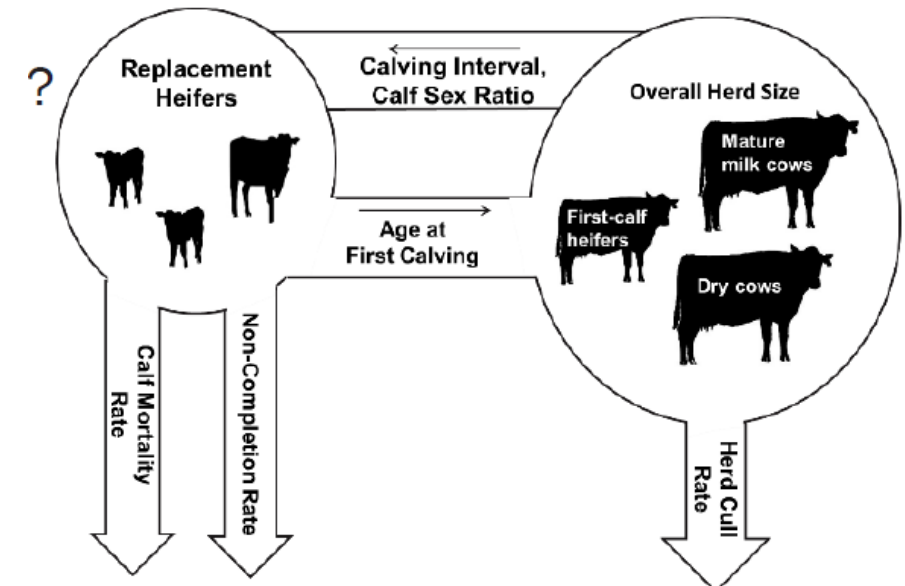 ?
Replacement
Heifers
Calving Interval,
Calf Sex Ratio
Overall Herd Size
Mature
milk cows
First-calf
heifers
Dry cows
Age at
First Calving
Calf Mortality
Rate
Non-Completion Rate
Herd Cull
Rate